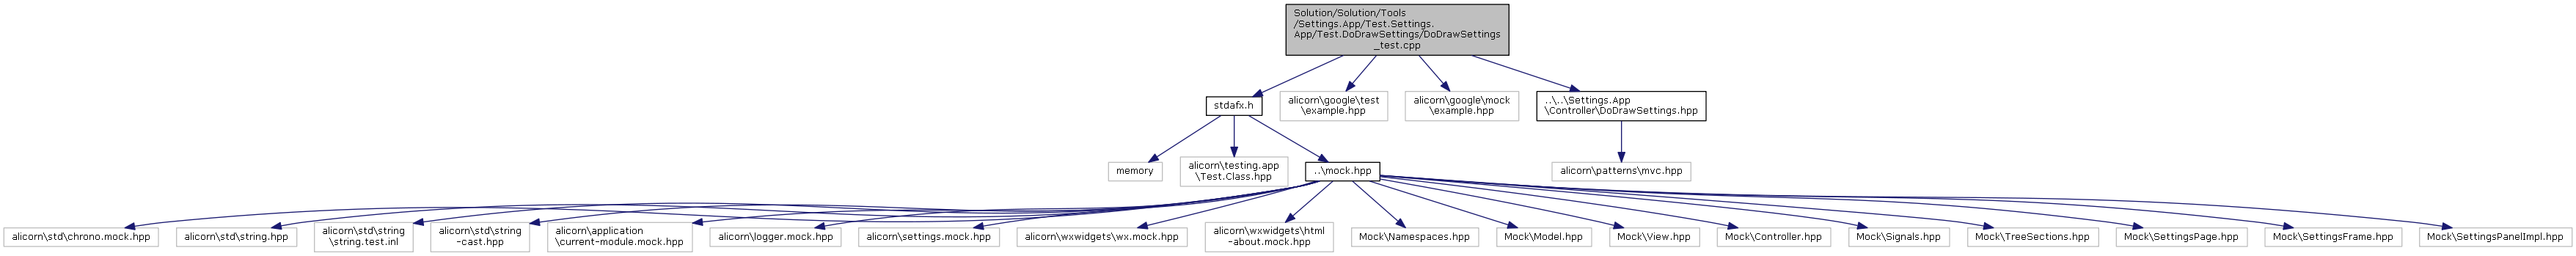 Solution/Solution/Tools
/Settings.App/Test.Settings.
App/Test.DoDrawSettings/DoDrawSettings
_test.cpp
stdafx.h
alicorn\google\test
\example.hpp
alicorn\google\mock
\example.hpp
..\..\Settings.App
\Controller\DoDrawSettings.hpp
memory
alicorn\testing.app
\Test.Class.hpp
..\mock.hpp
alicorn\patterns\mvc.hpp
alicorn\std\chrono.mock.hpp
alicorn\std\string.hpp
alicorn\std\string
\string.test.inl
alicorn\std\string
-cast.hpp
alicorn\application
\current-module.mock.hpp
alicorn\logger.mock.hpp
alicorn\settings.mock.hpp
alicorn\wxwidgets\wx.mock.hpp
alicorn\wxwidgets\html
-about.mock.hpp
Mock\Namespaces.hpp
Mock\Model.hpp
Mock\View.hpp
Mock\Controller.hpp
Mock\Signals.hpp
Mock\TreeSections.hpp
Mock\SettingsPage.hpp
Mock\SettingsFrame.hpp
Mock\SettingsPanelImpl.hpp